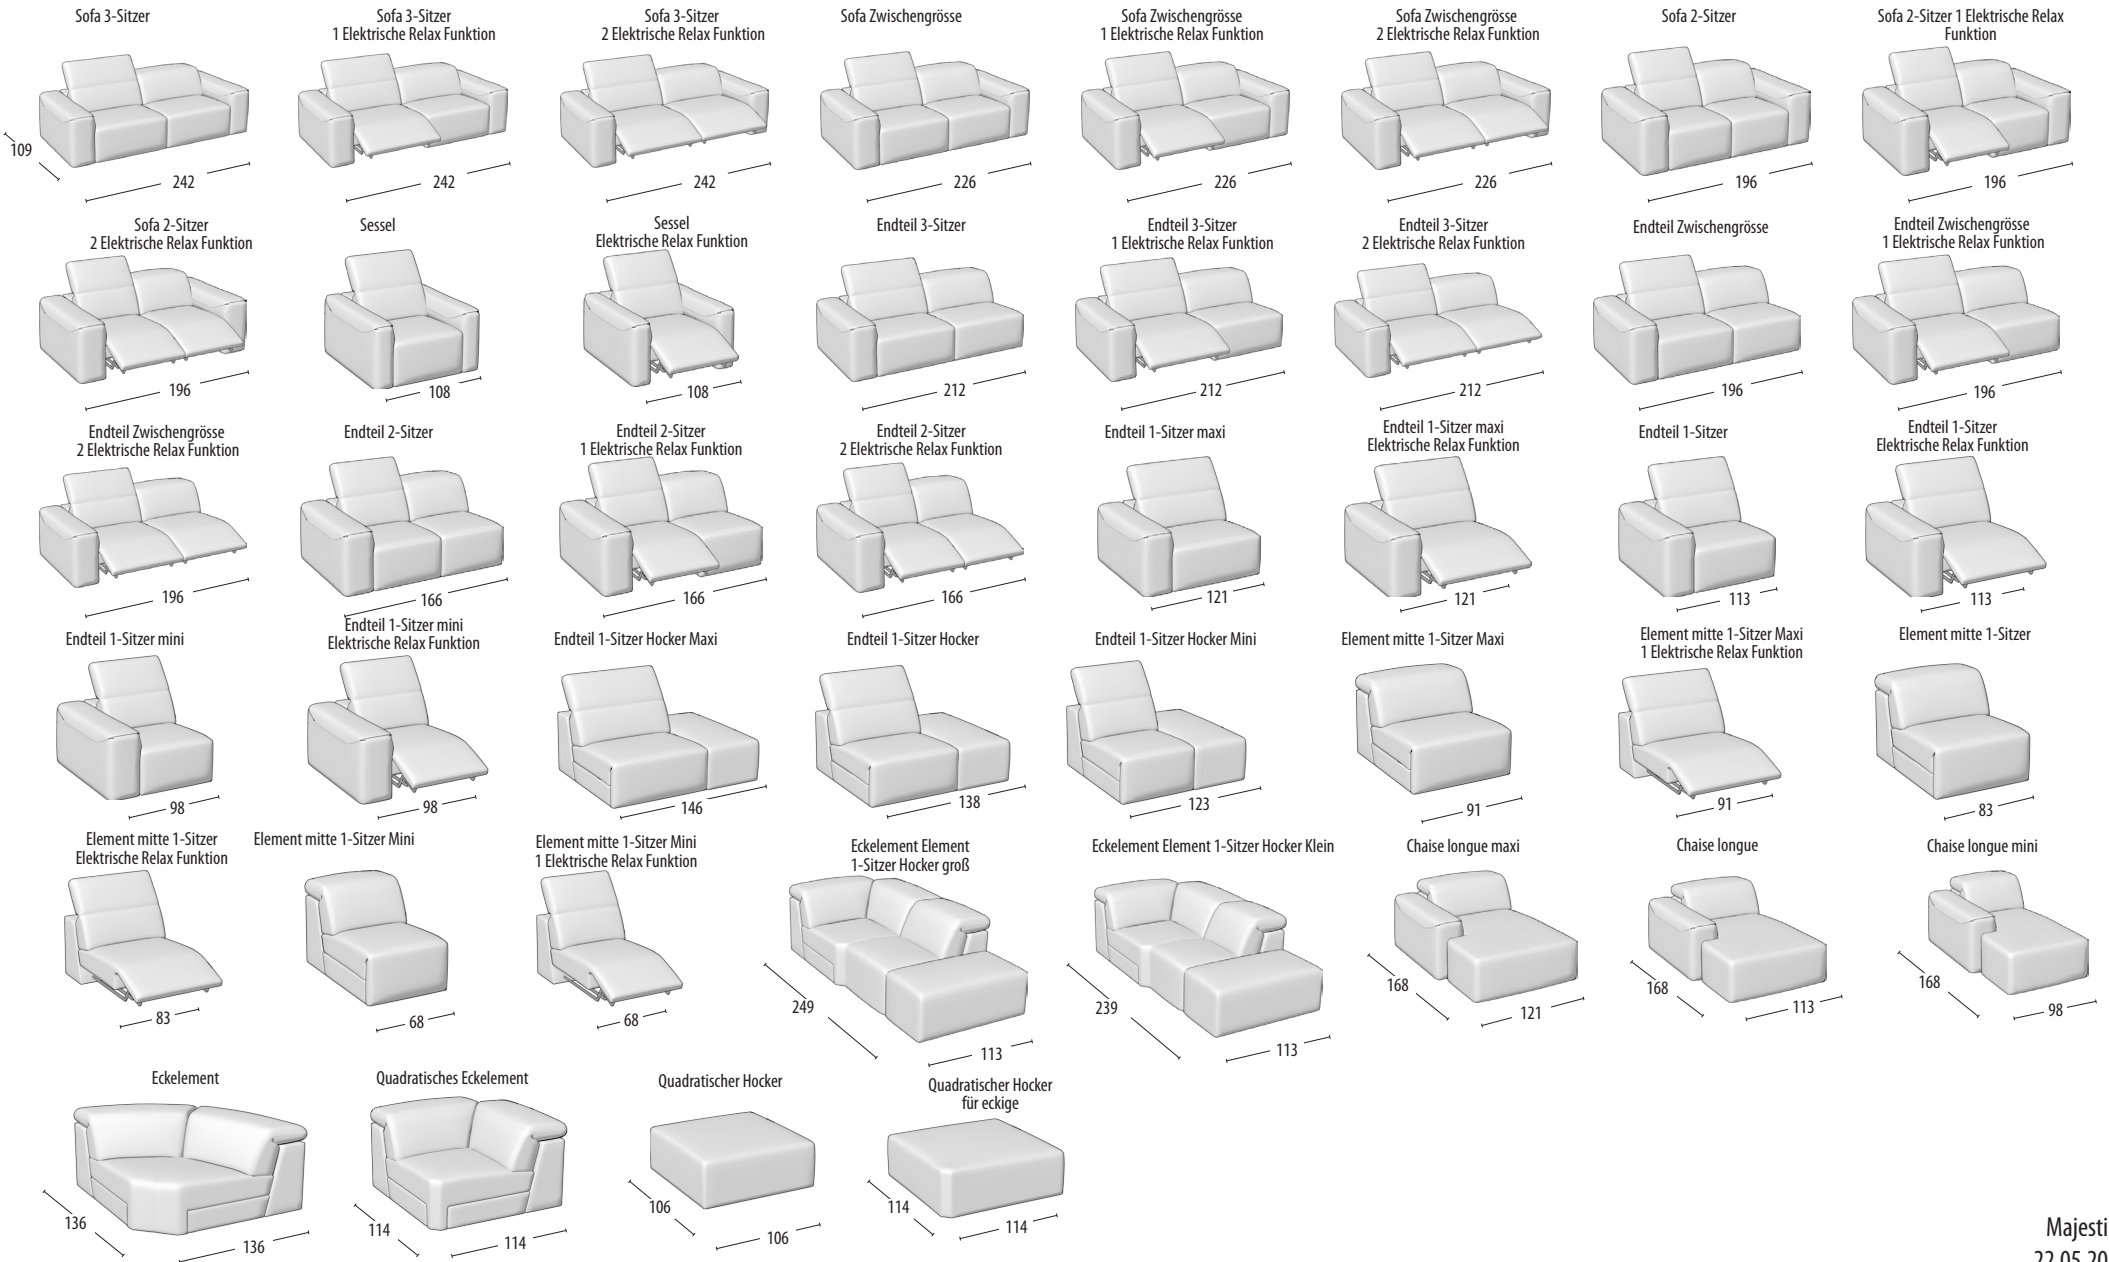 Sofa 3-Sitzer
109
242
Sofa 3-Sitzer
1 Elektrische Relax Funktion
242
Sofa 3-Sitzer
2 Elektrische Relax Funktion
242
Sofa Zwischengrösse
226
Sofa Zwischengrösse
1 Elektrische Relax Funktion
226
Sofa Zwischengrösse
2 Elektrische Relax Funktion
226
Sofa 2-Sitzer
196
Sofa 2-Sitzer 1 Elektrische Relax
Funktion
196
Sofa 2-Sitzer
2 Elektrische Relax Funktion
196
Sessel
108
Sessel
Elektrische Relax Funktion
108
Endteil 3-Sitzer
212
Endteil 3-Sitzer
1 Elektrische Relax Funktion
212
Endteil 3-Sitzer
2 Elektrische Relax Funktion
212
Endteil Zwischengrösse
196
Endteil Zwischengrösse
1 Elektrische Relax Funktion
196
Endteil Zwischengrösse
2 Elektrische Relax Funktion
196
Endteil 2-Sitzer
166
Endteil 2-Sitzer
1 Elektrische Relax Funktion
166
Endteil 2-Sitzer
2 Elektrische Relax Funktion
166
Endteil 1-Sitzer maxi
121
Endteil 1-Sitzer maxi
Elektrische Relax Funktion
121
Endteil 1-Sitzer
113
Endteil 1-Sitzer
Elektrische Relax Funktion
113
Endteil 1-Sitzer mini
98
Endteil 1-Sitzer mini
Elektrische Relax Funktion
98
Endteil 1-Sitzer Hocker Maxi
146
Endteil 1-Sitzer Hocker
138
Endteil 1-Sitzer Hocker Mini
123
Element mitte 1-Sitzer Maxi
91
Element mitte 1-Sitzer Maxi
1 Elektrische Relax Funktion
91
Element mitte 1-Sitzer
83
Element mitte 1-Sitzer
Elektrische Relax Funktion
83
Element mitte 1-Sitzer Mini
68
Element mitte 1-Sitzer Mini
1 Elektrische Relax Funktion
68
Eckelement Element
1-Sitzer Hocker groß
249
113
Eckelement Element 1-Sitzer Hocker Klein
239
113
Chaise longue maxi
168
121
Chaise longue
168
113
Chaise longue mini
168
98
Eckelement
136
136
Quadratisches Eckelement
114
114
Quadratischer Hocker
106
106
Quadratischer Hocker
für eckige
114
114
Majesti
22.05.20